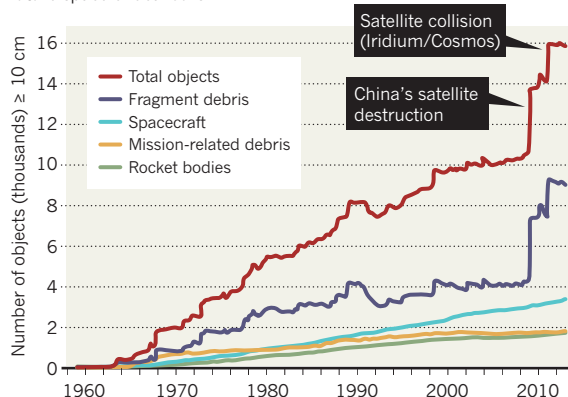 Satellite collision
(Iridium/Cosmos)
China's satellite
destruction
Total objects
Fragment debris
Spacecraft
Mission-related debris
Rocket bodies
Number of objects (thousands) ≥ 10 cm
16
14
12
10
8
6
4
2
0
1960 1970 1980 1990 2000 2010